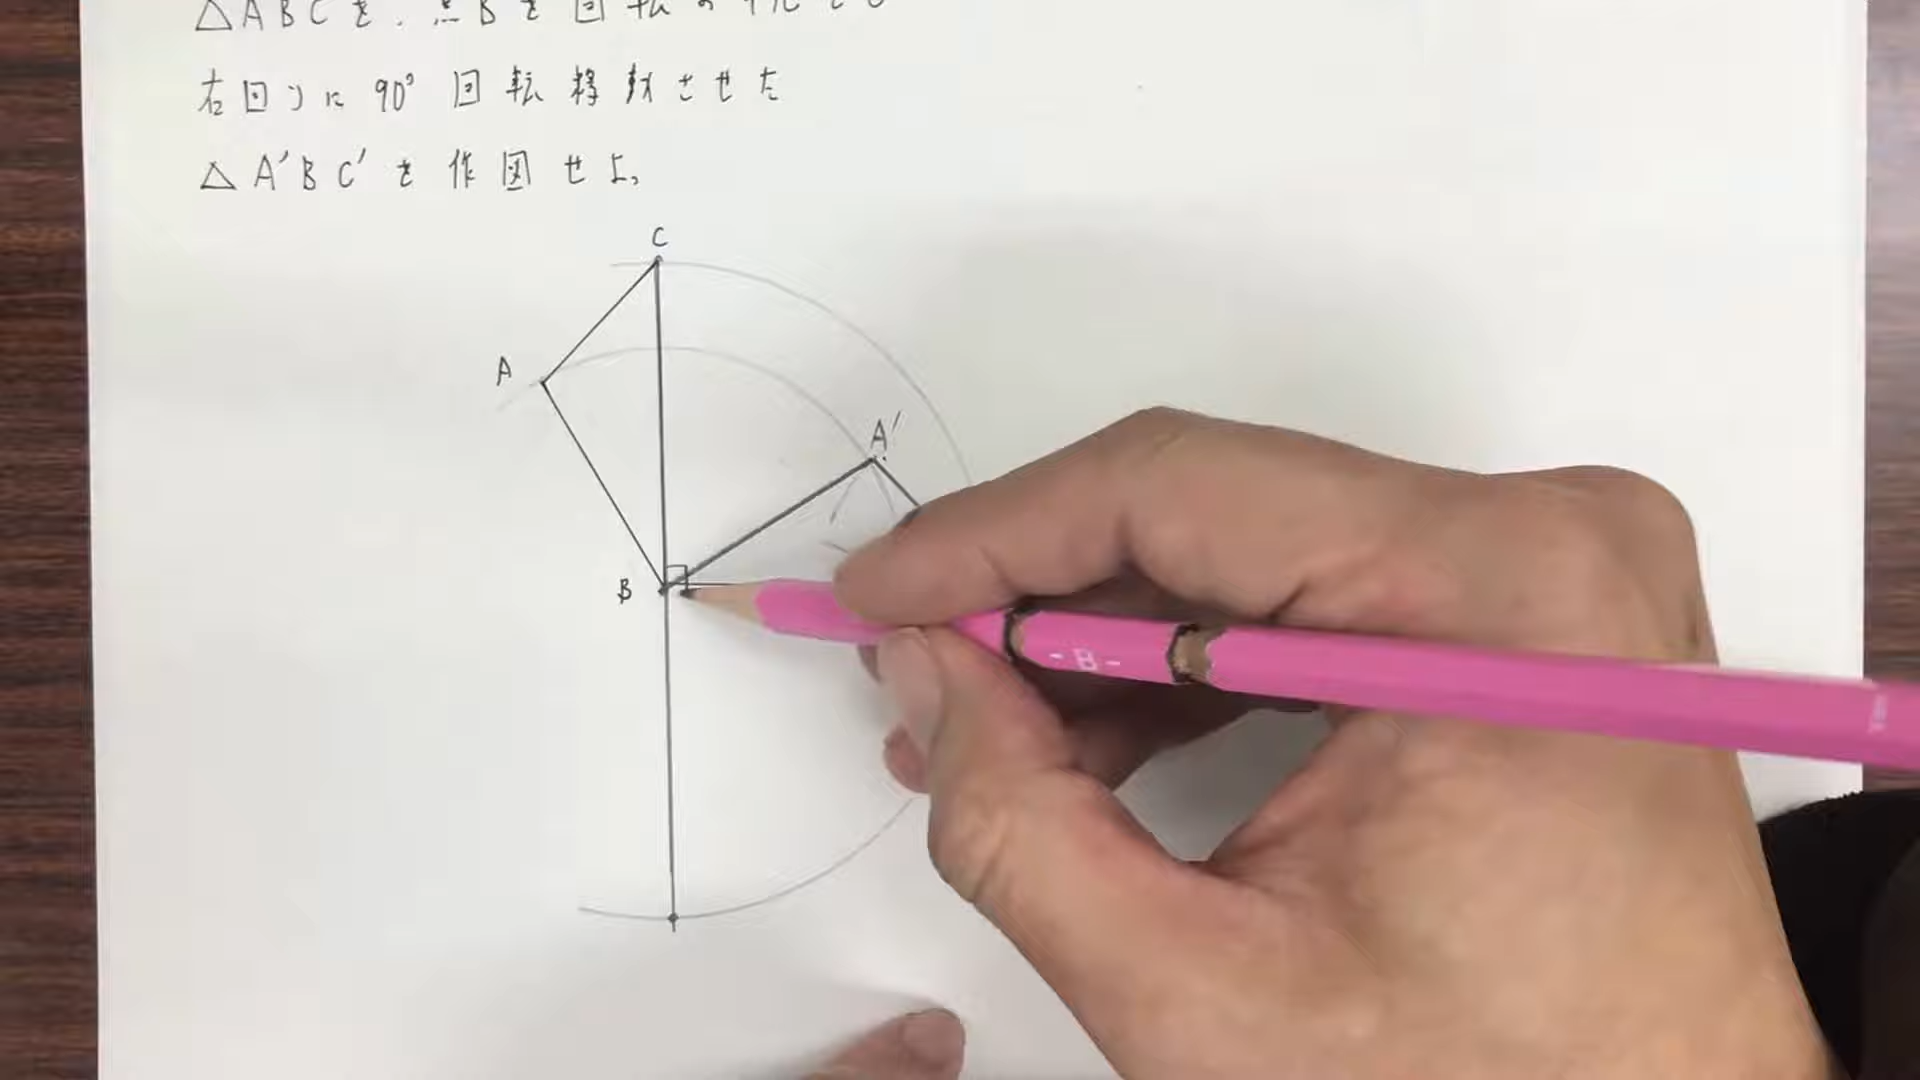 △ABCを、点Bを回転の中心とし
右回りに90°回転移動させた
△A'BC'を作図せよ。
C
A
A'
B
- B -